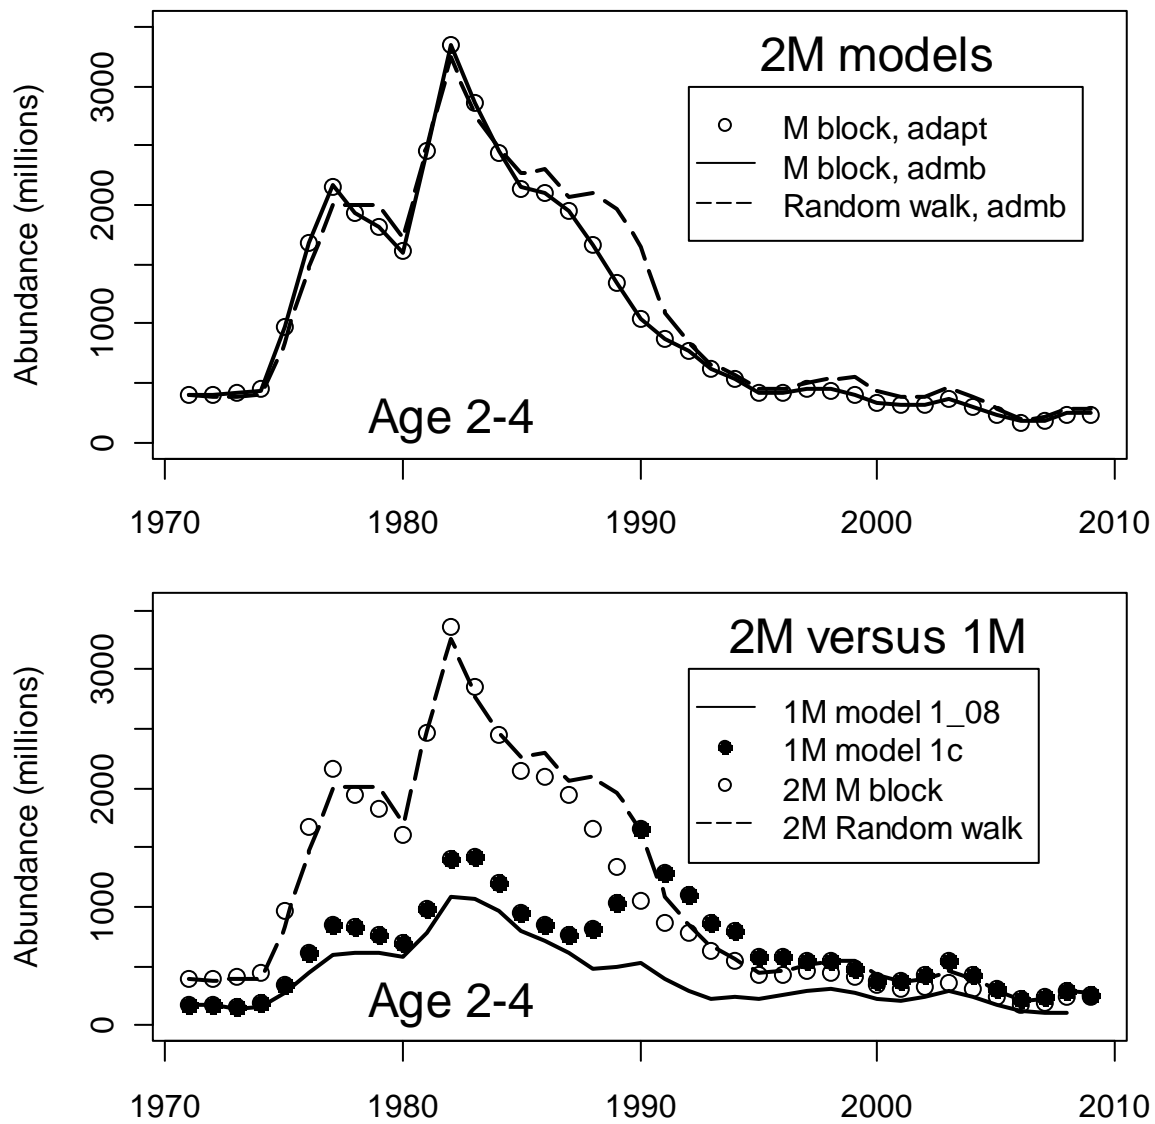 2M models
M block, adapt
M block, admb
Random walk, admb
Abundance (millions)
3000
2000
1000
0
Age 2-4
1970 1980 1990 2000 2010
2M versus 1M
1M model 1_08
1M model 1c
2M M block
2M Random walk
Abundance (millions)
3000
2000
1000
0
Age 2-4
1970 1980 1990 2000 2010